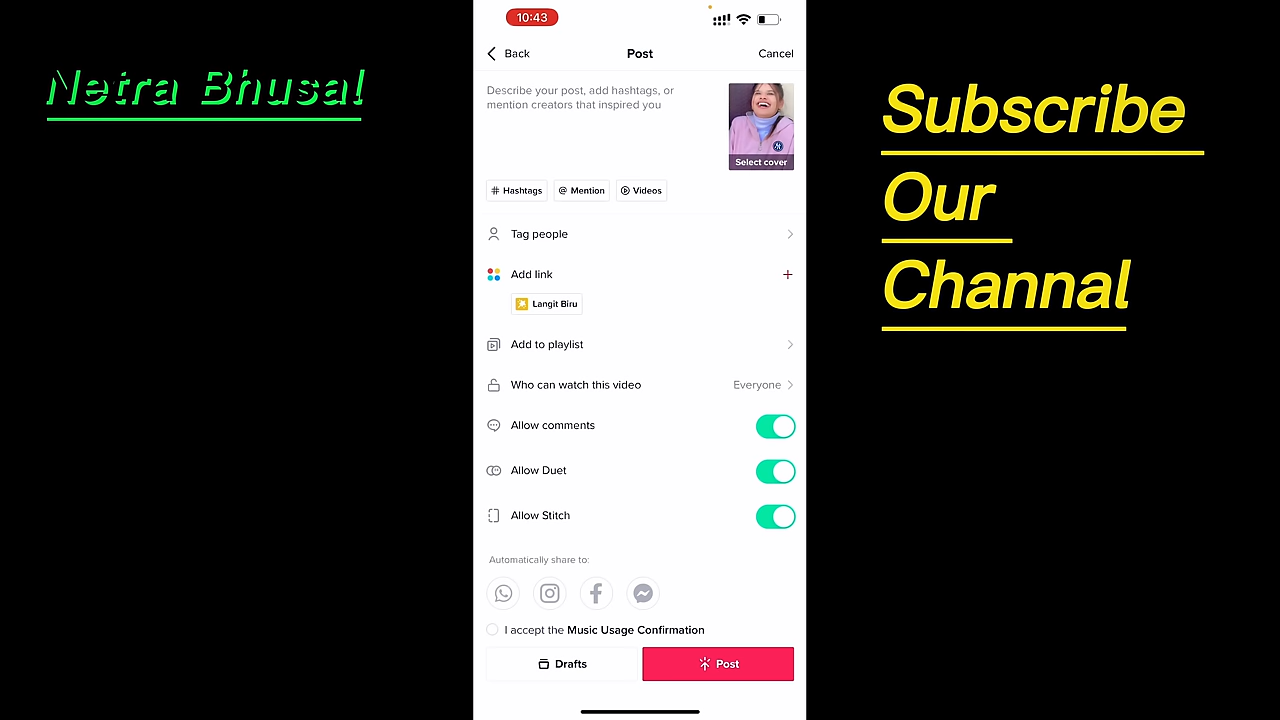 Netra Bhusal
10:43
Back
Post
Cancel
Describe your post, add hashtags, or
mention creators that inspired you
Select cover
# Hashtags
@ Mention
Videos
Tag people
Add link
+
Langit Biru
Add to playlist
Who can watch this video
Everyone
Allow comments
Allow Duet
Allow Stitch
Automatically share to:
I accept the Music Usage Confirmation
Drafts
Post
Subscribe
Our
Channal